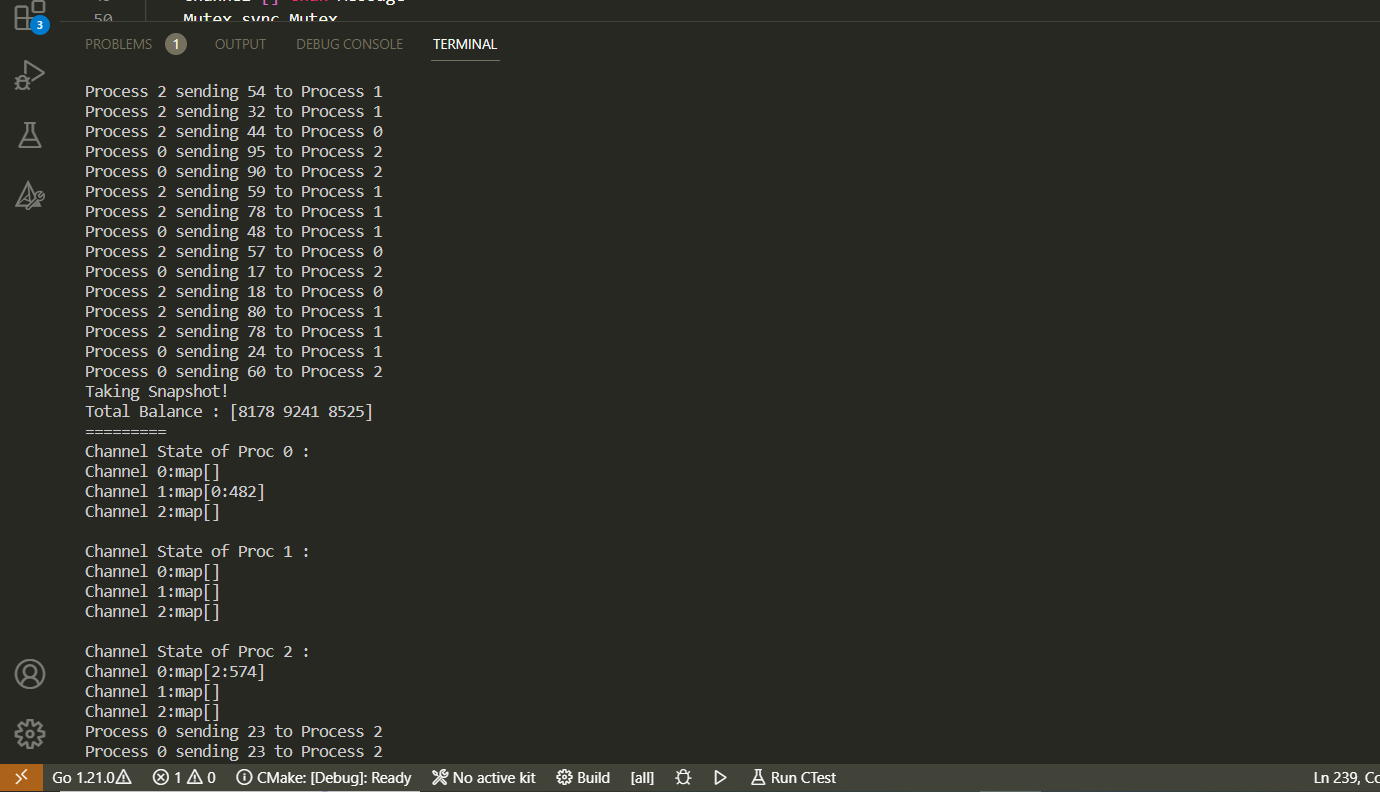 50 Mutex sync.Mutex
3
PROBLEMS 1 OUTPUT DEBUG CONSOLE TERMINAL
Process 2 sending 54 to Process 1
Process 2 sending 32 to Process 1
Process 2 sending 44 to Process 0
Process 0 sending 95 to Process 2
Process 0 sending 90 to Process 2
Process 2 sending 59 to Process 1
Process 2 sending 78 to Process 1
Process 0 sending 48 to Process 1
Process 2 sending 57 to Process 0
Process 0 sending 17 to Process 2
Process 2 sending 18 to Process 0
Process 2 sending 80 to Process 1
Process 2 sending 78 to Process 1
Process 0 sending 24 to Process 1
Process 0 sending 60 to Process 2
Taking Snapshot!
Total Balance : [8178 9241 8525]
=========
Channel State of Proc 0 :
Channel 0:map[]
Channel 1:map[0:482]
Channel 2:map[]
Channel State of Proc 1 :
Channel 0:map[]
Channel 1:map[]
Channel 2:map[]
Channel State of Proc 2 :
Channel 0:map[2:574]
Channel 1:map[]
Channel 2:map[]
Process 0 sending 23 to Process 2
Process 0 sending 23 to Process 2
Go 1.21.0 1 0 CMake: [Debug]: Ready No active kit Build [all] Run CTest Ln 239, Co